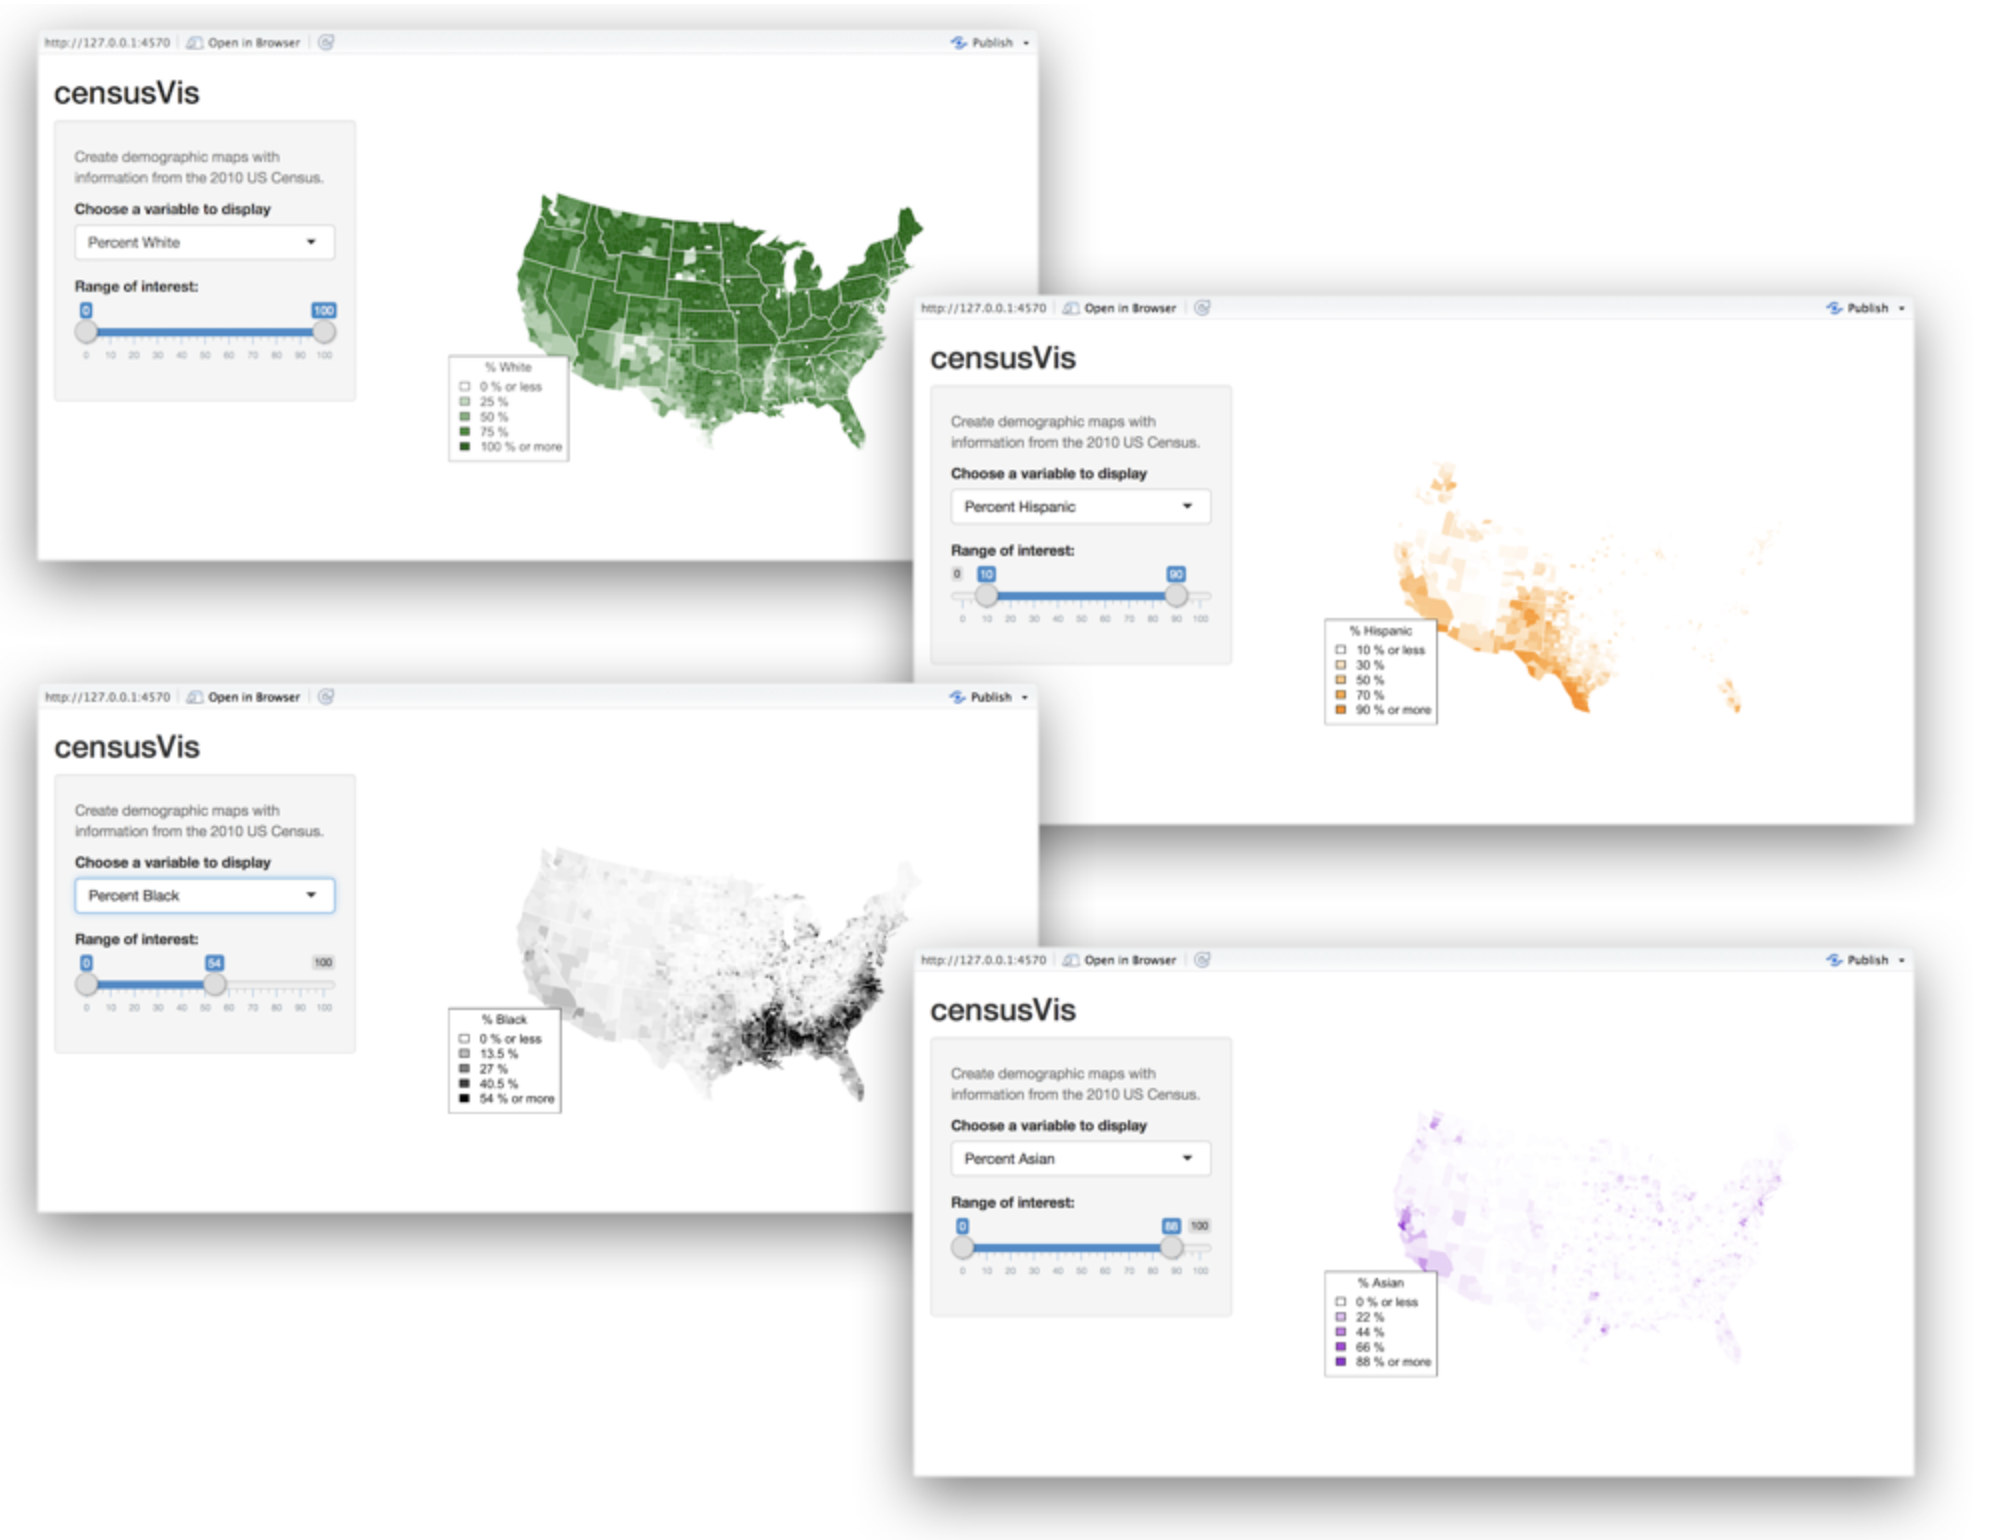 http://127.0.0.1:4570 Open in Browser Publish
censusVis
Create demographic maps with
information from the 2010 US Census.
Choose a variable to display
Percent White
Range of interest:
0 100
0 10 20 30 40 50 60 70 80 90 100
% White
0 % or less
25 %
50 %
75 %
100 % or more
http://127.0.0.1:4570 Open in Browser Publish
censusVis
Create demographic maps with
information from the 2010 US Census.
Choose a variable to display
Percent Hispanic
Range of interest:
0 10 90
0 10 20 30 40 50 60 70 80 90 100
% Hispanic
10 % or less
30 %
50 %
70 %
90 % or more
http://127.0.0.1:4570 Open in Browser Publish
censusVis
Create demographic maps with
information from the 2010 US Census.
Choose a variable to display
Percent Black
Range of interest:
0 54 100
0 10 20 30 40 50 60 70 80 90 100
% Black
0 % or less
13.5 %
27 %
40.5 %
54 % or more
http://127.0.0.1:4570 Open in Browser Publish
censusVis
Create demographic maps with
information from the 2010 US Census.
Choose a variable to display
Percent Asian
Range of interest:
0 88 100
0 10 20 30 40 50 60 70 80 90 100
% Asian
0 % or less
22 %
44 %
66 %
88 % or more